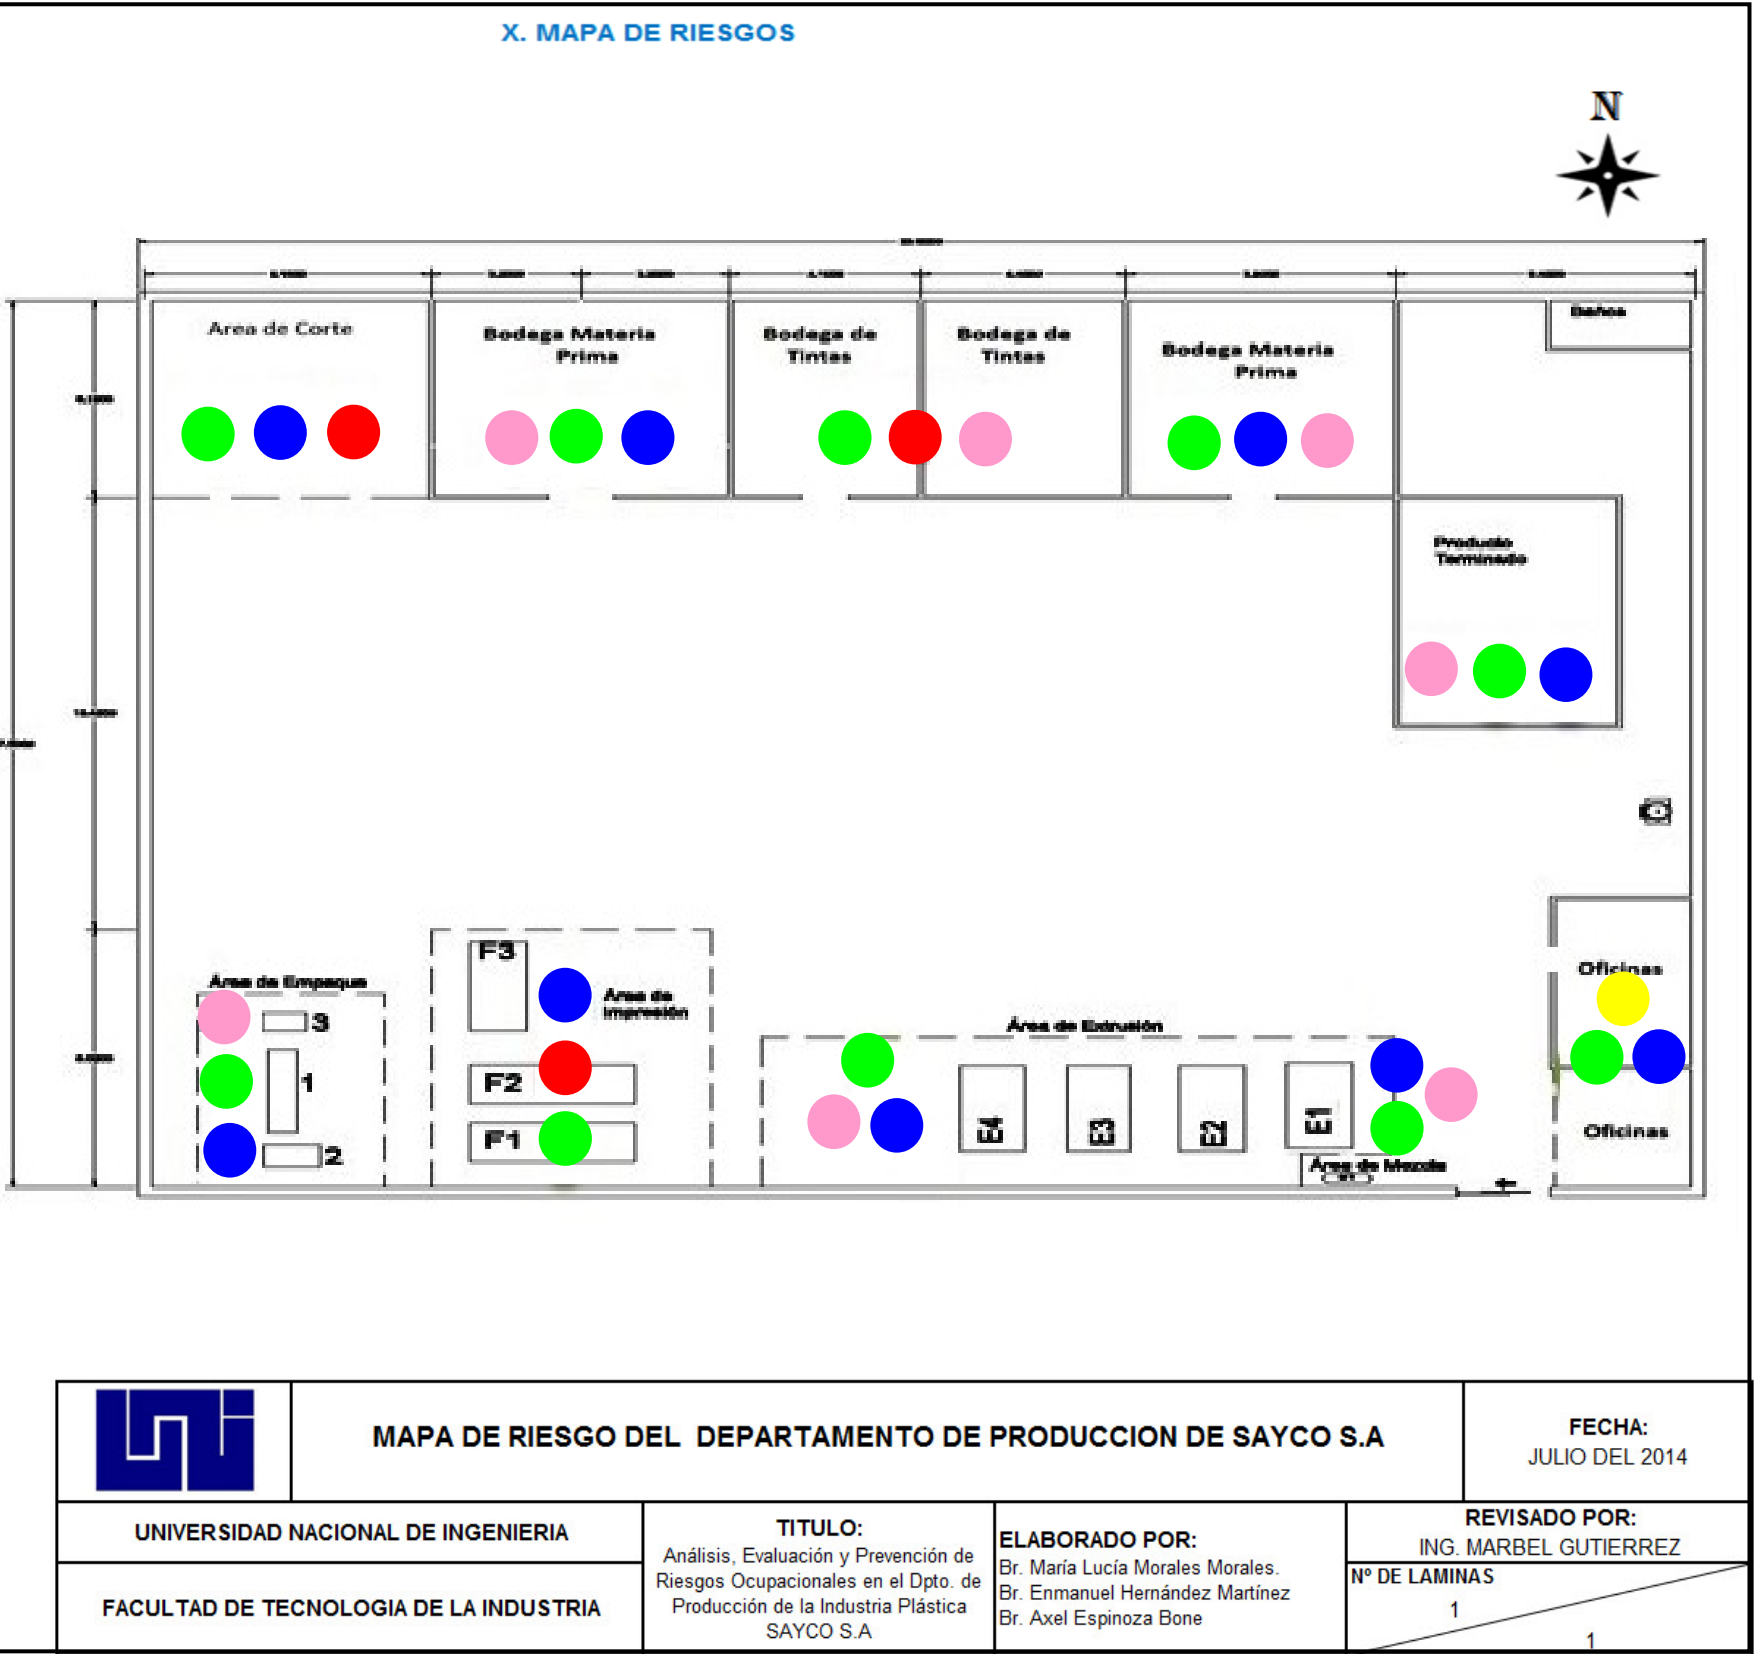 X. MAPA DE RIESGOS
N
Area de Corte
Bodega Materia
Prima
Bodega de
Tintas
Bodega de
Tintas
Bodega Materia
Prima
Baños
Producto
Terminado
Área de Empaque
3
1
2
F3
Área de
Impresión
F2
F1
Área de Extrusión
E4
E3
E2
E1
Área de Mezcla
Oficinas
Oficinas
MAPA DE RIESGO DEL DEPARTAMENTO DE PRODUCCION DE SAYCO S.A
FECHA:
JULIO DEL 2014
UNIVERSIDAD NACIONAL DE INGENIERIA
FACULTAD DE TECNOLOGIA DE LA INDUSTRIA
TITULO:
Análisis, Evaluación y Prevención de
Riesgos Ocupacionales en el Dpto. de
Producción de la Industria Plástica
SAYCO S.A
ELABORADO POR:
Br. María Lucía Morales Morales.
Br. Enmanuel Hernández Martínez
Br. Axel Espinoza Bone
REVISADO POR:
ING. MARBEL GUTIERREZ
Nº DE LAMINAS
1
1